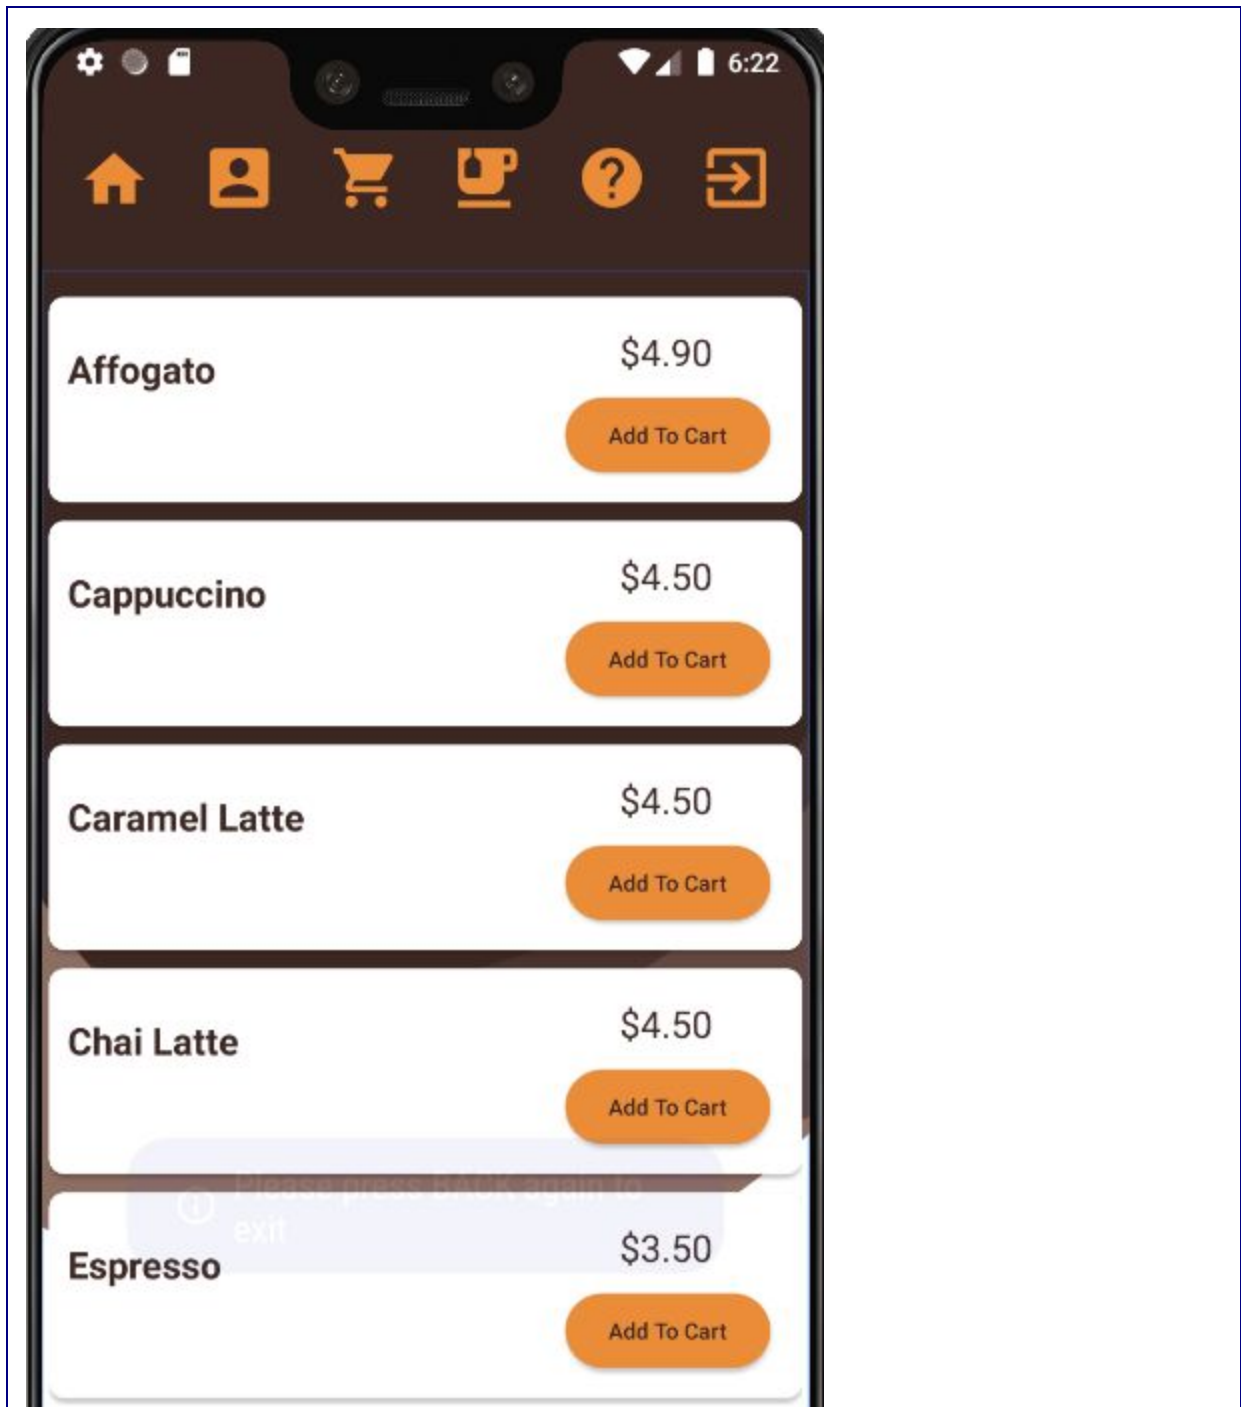 6:22
Affogato
$4.90
Add To Cart
Cappuccino
$4.50
Add To Cart
Caramel Latte
$4.50
Add To Cart
Chai Latte
$4.50
Add To Cart
Please press BACK again to
exit
Espresso
$3.50
Add To Cart